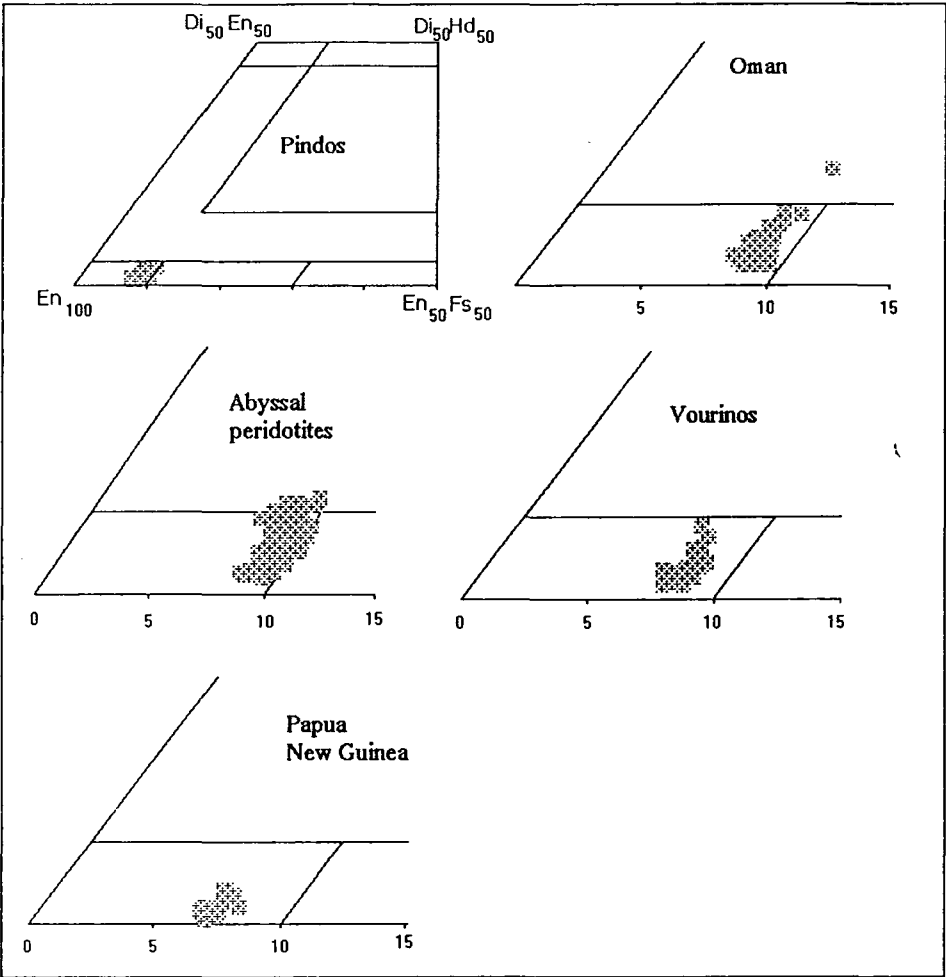 Di₅₀En₅₀
Di₅₀Hd₅₀
Pindos
En₁₀₀
En₅₀Fs₅₀
Oman
5
10
15
Abyssal
peridotites
0
5
10
15
Vourinos
0
5
10
15
Papua
New Guinea
0
5
10
15